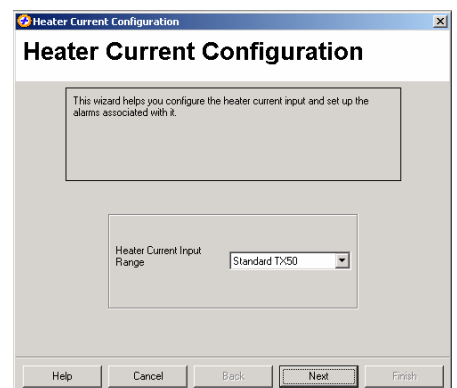 Heater Current Configuration
Heater Current Configuration
This wizard helps you configure the heater current input and set up the
alarms associated with it.
Heater Current Input
Range
Standard TX50
Help Cancel Back Next Finish